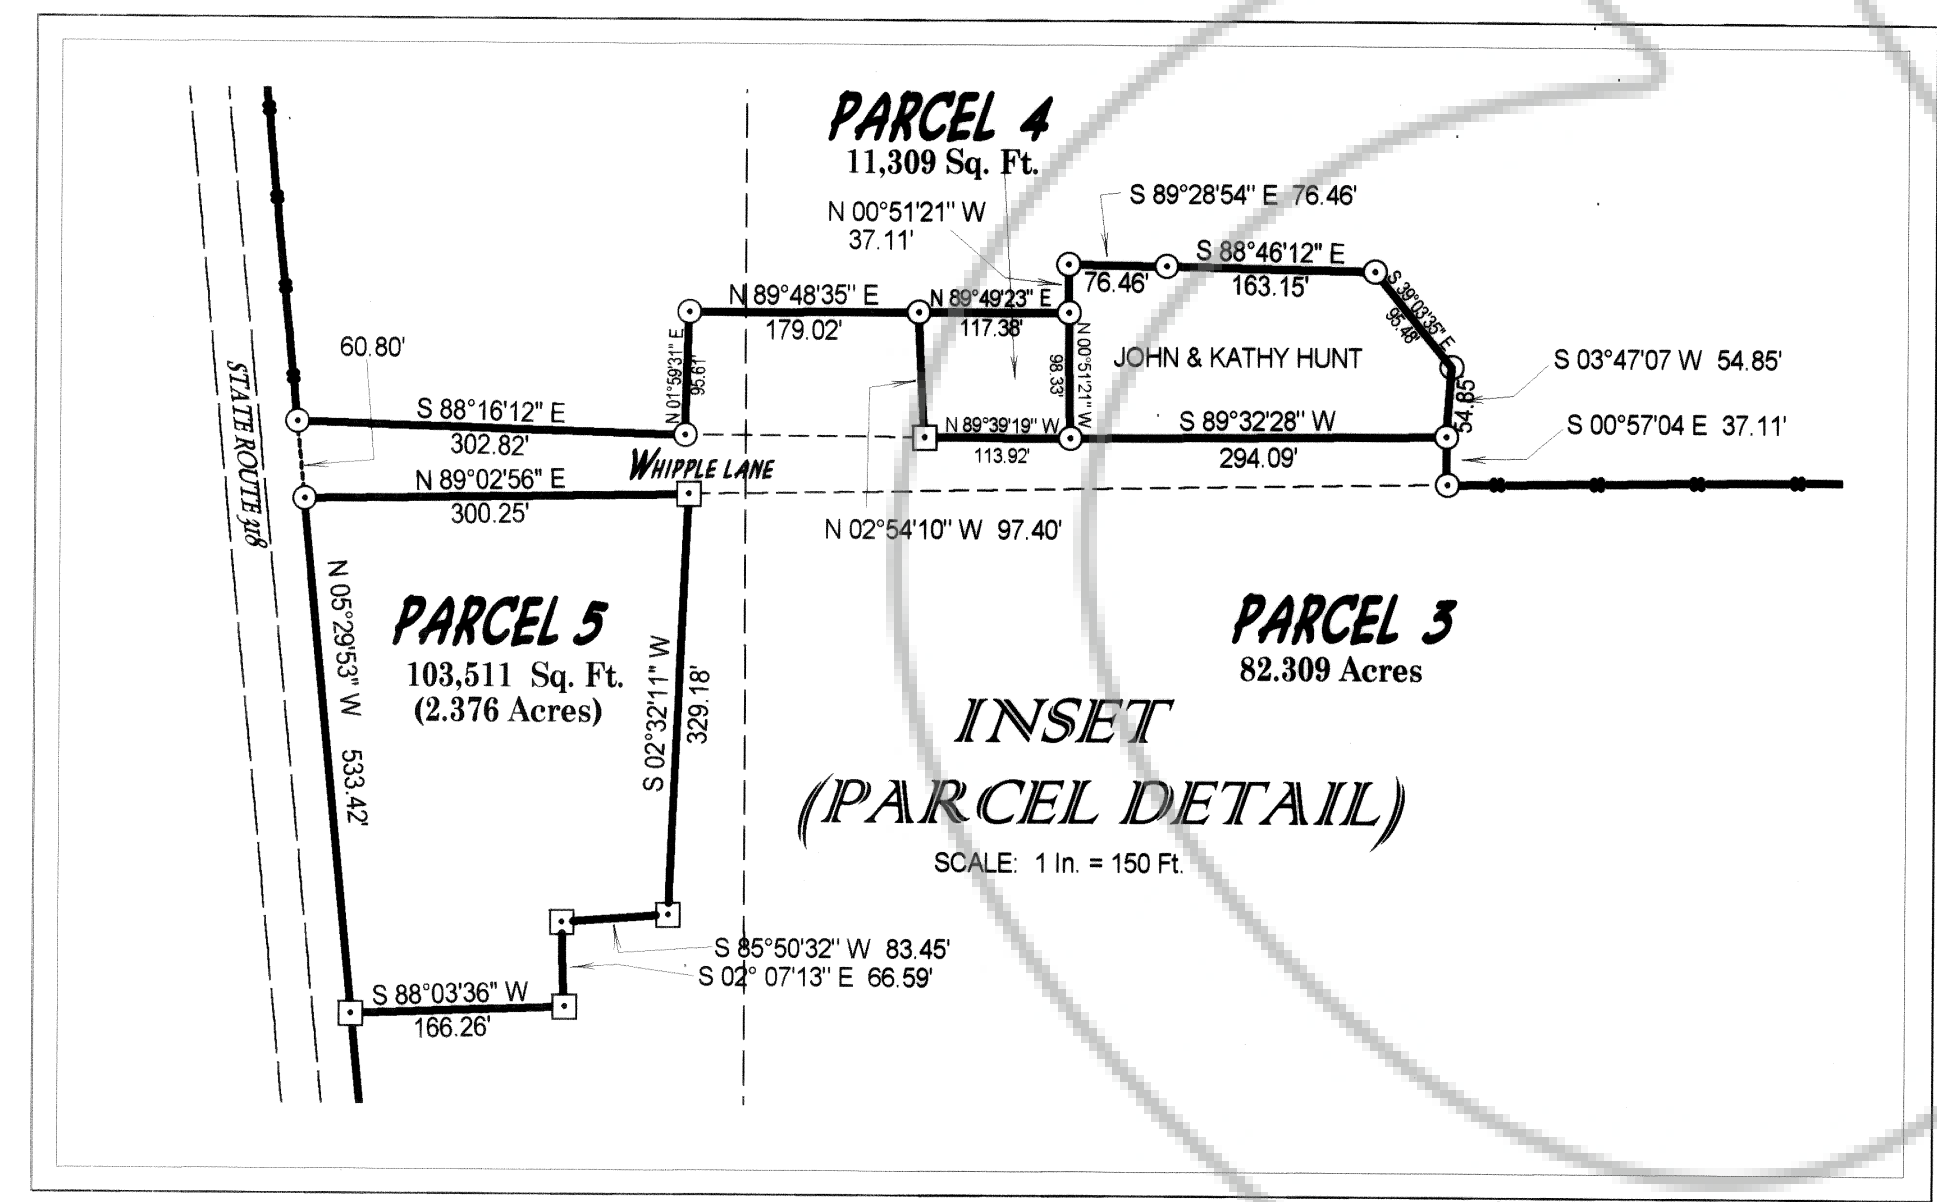 PARCEL 4
11,309 Sq. Ft.
N 00°51'21" W
37.11'
S 89°28'54" E 76.46'
76.46'
S 88°46'12" E
163.15'
S 39°03'35" E
95.48'
N 89°48'35" E
179.02'
N 89°49'23" E
117.38'
N 01°59'31" E
95.61'
98.33'
N 00°51'21" W
JOHN & KATHY HUNT
S 03°47'07 W 54.85'
54.85
60.80'
S 88°16'12" E
302.82'
N 89°39'19" W
113.92'
S 89°32'28" W
294.09'
S 00°57'04 E 37.11'
WHIPPLE LANE
N 89°02'56" E
300.25'
N 02°54'10" W 97.40'
STATE ROUTE
N 05°29'53" W 533.42'
PARCEL 5
103,511 Sq. Ft.
(2.376 Acres)
S 02°32'11" W
329.18'
PARCEL 3
82.309 Acres
INSET
(PARCEL DETAIL)
SCALE: 1 In. = 150 Ft.
S 85°50'32" W 83.45'
S 02° 07'13" E 66.59'
S 88°03'36" W
166.26'